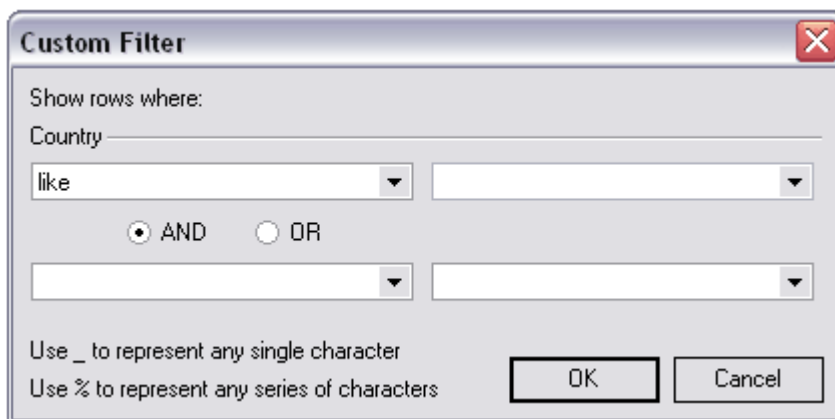 Custom Filter
Show rows where:
Country
like
AND OR
Use _ to represent any single character
Use % to represent any series of characters
OK Cancel